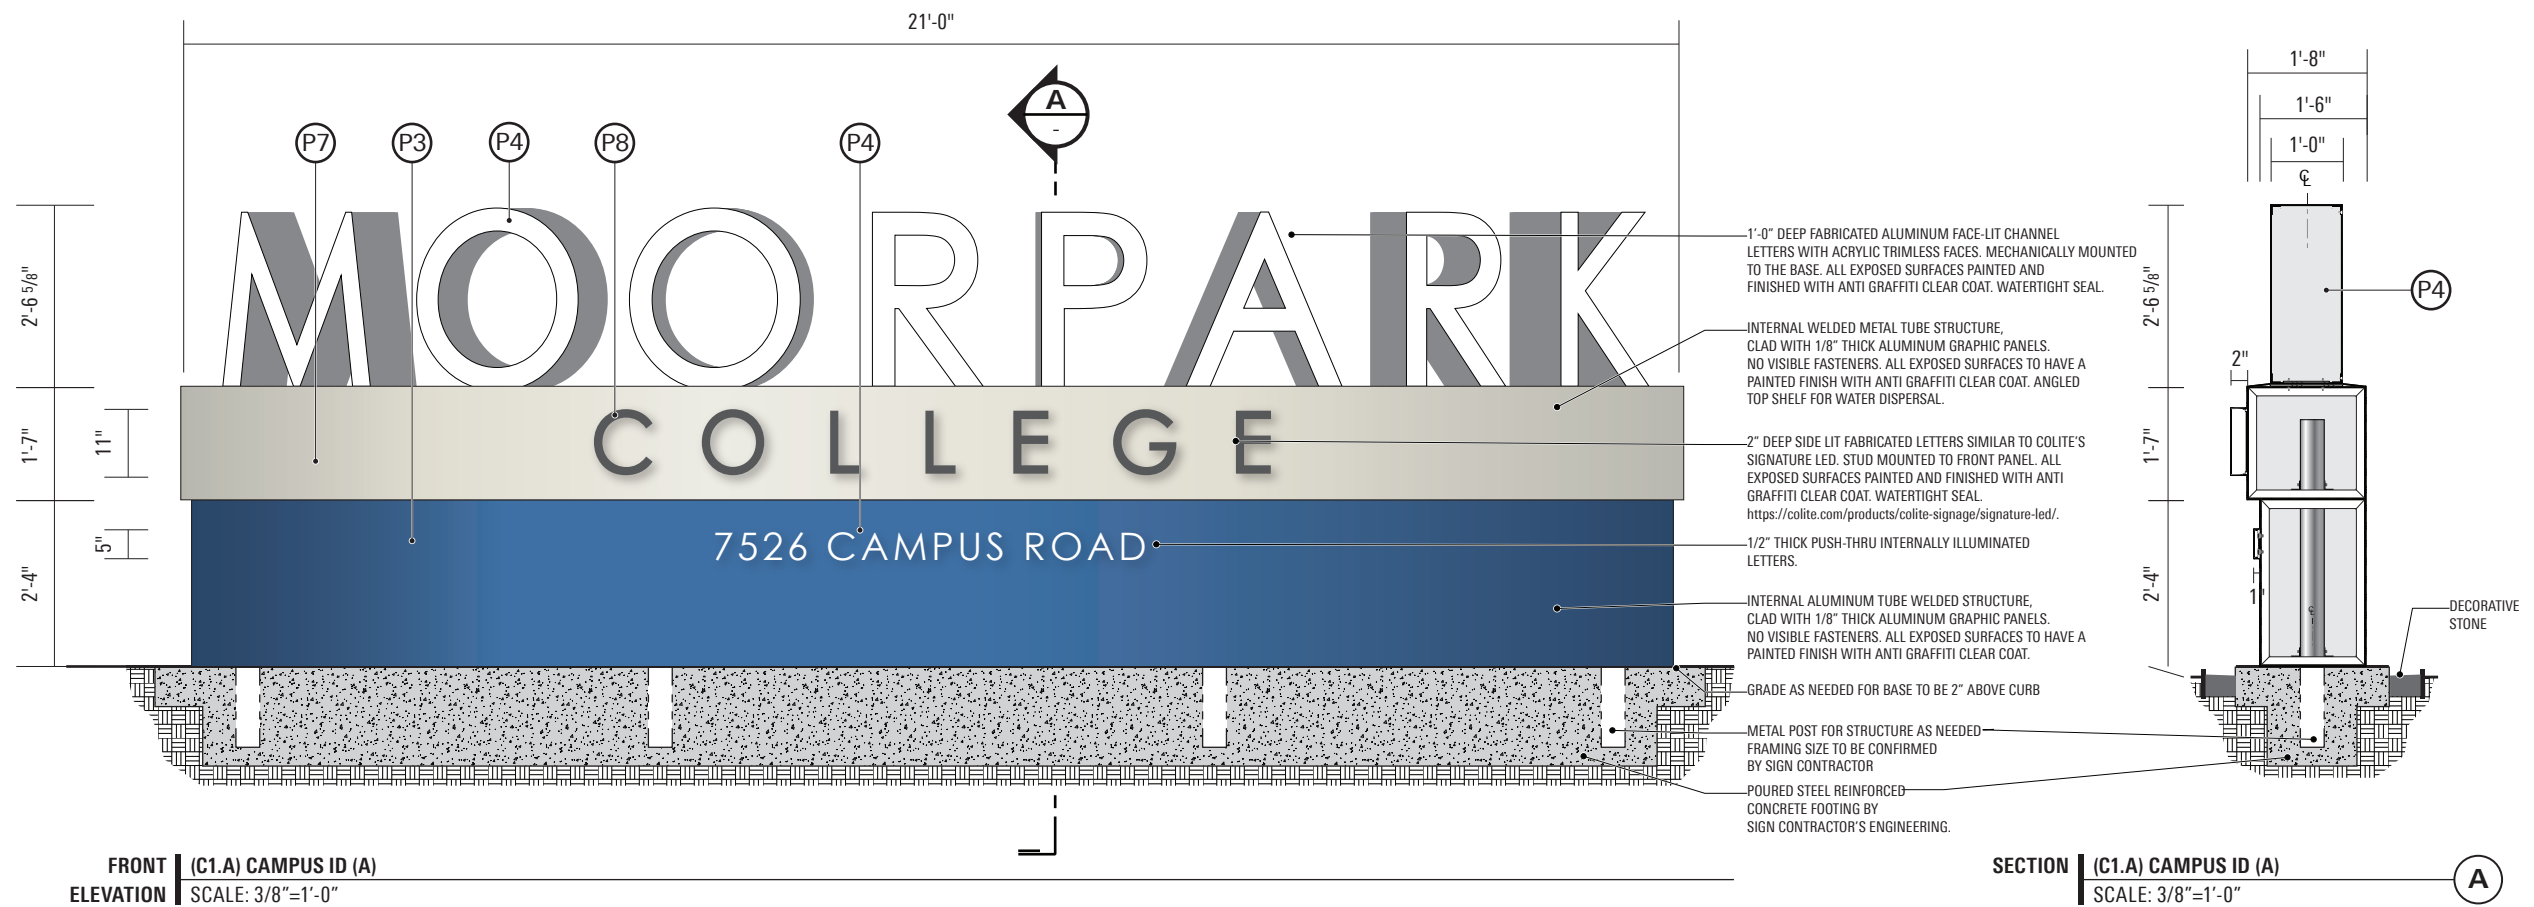 21'-0"
A
-
P7
P3
P4
P8
P4
MOORPARK
COLLEGE
7526 CAMPUS ROAD
2'-6 5/8"
1'-7"
11"
5"
2'-4"
1'-0" DEEP FABRICATED ALUMINUM FACE-LIT CHANNEL
LETTERS WITH ACRYLIC TRIMLESS FACES. MECHANICALLY MOUNTED
TO THE BASE. ALL EXPOSED SURFACES PAINTED AND
FINISHED WITH ANTI GRAFFITI CLEAR COAT. WATERTIGHT SEAL.
INTERNAL WELDED METAL TUBE STRUCTURE,
CLAD WITH 1/8" THICK ALUMINUM GRAPHIC PANELS.
NO VISIBLE FASTENERS. ALL EXPOSED SURFACES TO HAVE A
PAINTED FINISH WITH ANTI GRAFFITI CLEAR COAT. ANGLED
TOP SHELF FOR WATER DISPERSAL.
2" DEEP SIDE LIT FABRICATED LETTERS SIMILAR TO COLITE'S
SIGNATURE LED. STUD MOUNTED TO FRONT PANEL. ALL
EXPOSED SURFACES PAINTED AND FINISHED WITH ANTI
GRAFFITI CLEAR COAT. WATERTIGHT SEAL.
https://colite.com/products/colite-signage/signature-led/.
1/2" THICK PUSH-THRU INTERNALLY ILLUMINATED
LETTERS.
INTERNAL ALUMINUM TUBE WELDED STRUCTURE,
CLAD WITH 1/8" THICK ALUMINUM GRAPHIC PANELS.
NO VISIBLE FASTENERS. ALL EXPOSED SURFACES TO HAVE A
PAINTED FINISH WITH ANTI GRAFFITI CLEAR COAT.
GRADE AS NEEDED FOR BASE TO BE 2" ABOVE CURB
METAL POST FOR STRUCTURE AS NEEDED
FRAMING SIZE TO BE CONFIRMED
BY SIGN CONTRACTOR
POURED STEEL REINFORCED
CONCRETE FOOTING BY
SIGN CONTRACTOR'S ENGINEERING.
1'-8"
1'-6"
1'-0"
CL
2'-6 5/8"
P4
2"
1'-7"
2'-4"
1"
CL
DECORATIVE
STONE
FRONT
ELEVATION
(C1.A) CAMPUS ID (A)
SCALE: 3/8"=1'-0"
SECTION
(C1.A) CAMPUS ID (A)
SCALE: 3/8"=1'-0"
A